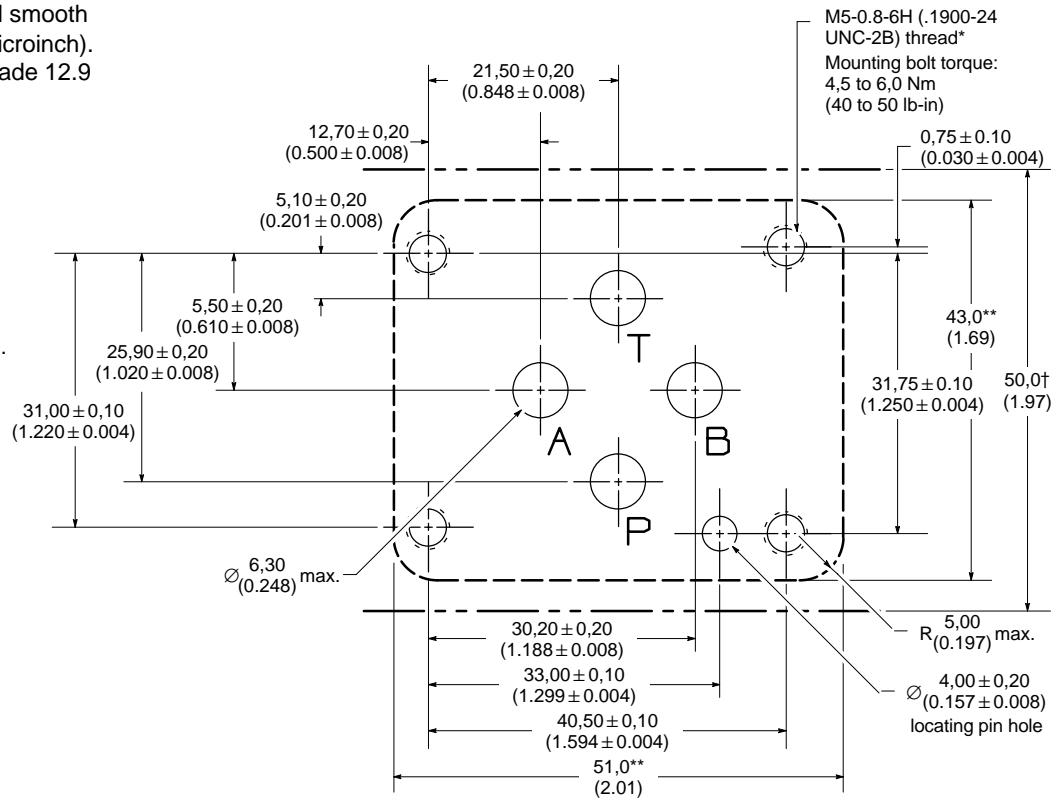 l smooth
icroinch).
ade 12.9
M5-0.8-6H (.1900-24
UNC-2B) thread*
Mounting bolt torque:
4,5 to 6,0 Nm
(40 to 50 lb-in)
21,50 ± 0,20
(0.848 ± 0.008)
12,70 ± 0,20
(0.500 ± 0.008)
0,75 ± 0.10
(0.030 ± 0.004)
5,10 ± 0,20
(0.201 ± 0.008)
5,50 ± 0,20
(0.610 ± 0.008)
T
43,0**
(1.69)
.
25,90 ± 0,20
(1.020 ± 0.008)
31,75 ± 0.10
(1.250 ± 0.004)
50,0†
(1.97)
31,00 ± 0,10
(1.220 ± 0.004)
A
B
P
∅ 6,30
(0.248) max.
30,20 ± 0,20
(1.188 ± 0.008)
R 5,00
(0.197) max.
33,00 ± 0,10
(1.299 ± 0.004)
∅ 4,00 ± 0,20
(0.157 ± 0.008)
locating pin hole
40,50 ± 0,10
(1.594 ± 0.004)
51,0**
(2.01)